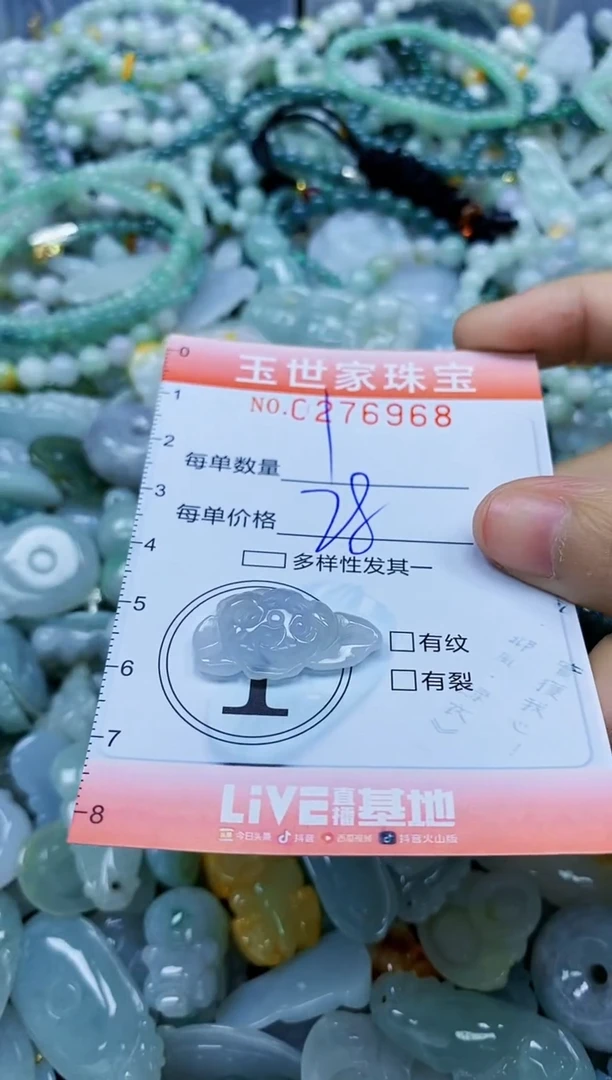 0
玉世家珠宝
1
NO.C276968
2
每单数量 1
3
每单价格 28
4
多样性发其一
5
有纹
6
有裂
7
LiVE直播基地
8
今日头条 抖音 西瓜视频 抖音火山版